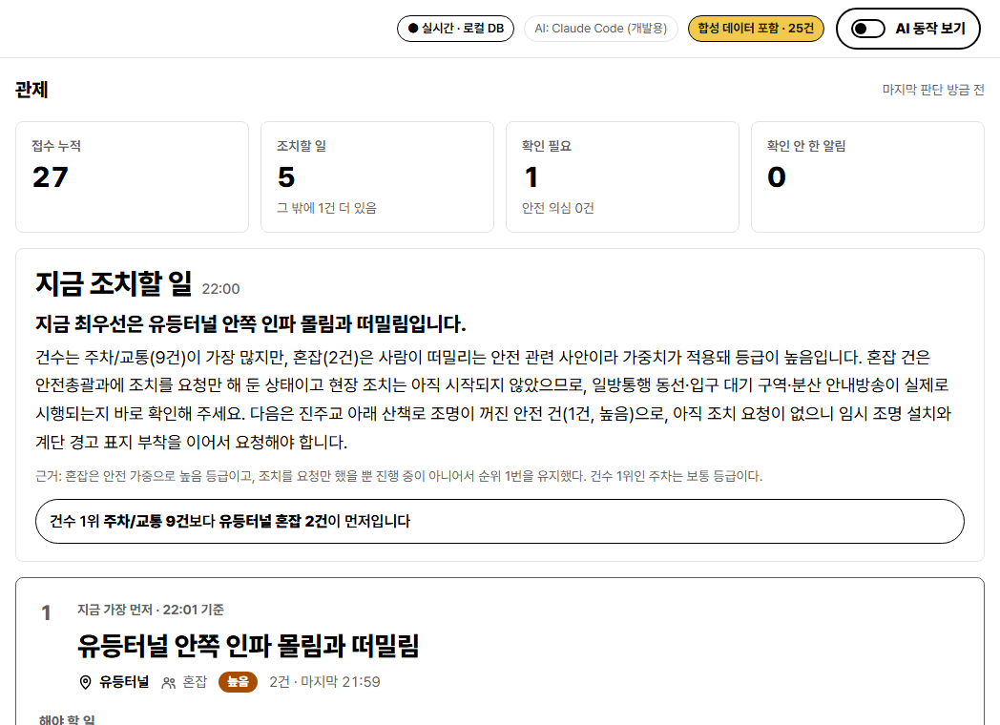 실시간 · 로컬 DB
AI: Claude Code (개발용)
합성 데이터 포함 · 25건
AI 동작 보기
관제
마지막 판단 방금 전
접수 누적
27
조치할 일
5
그 밖에 1건 더 있음
확인 필요
1
안전 의심 0건
확인 안 한 알림
0
지금 조치할 일 22:00
지금 최우선은 유등터널 안쪽 인파 몰림과 떠밀림입니다.
건수는 주차/교통(9건)이 가장 많지만, 혼잡(2건)은 사람이 떠밀리는 안전 관련 사안이라 가중치가 적용돼 등급이 높음입니다. 혼잡 건은
안전총괄과에 조치를 요청만 해 둔 상태이고 현장 조치는 아직 시작되지 않았으므로, 일방통행 동선·입구 대기 구역·분산 안내방송이 실제로
시행되는지 바로 확인해 주세요. 다음은 진주교 아래 산책로 조명이 꺼진 안전 건(1건, 높음)으로, 아직 조치 요청이 없으니 임시 조명 설치와
계단 경고 표지 부착을 이어서 요청해야 합니다.
근거: 혼잡은 안전 가중으로 높음 등급이고, 조치를 요청만 했을 뿐 진행 중이 아니어서 순위 1번을 유지했다. 건수 1위인 주차는 보통 등급이다.
건수 1위 주차/교통 9건보다 유등터널 혼잡 2건이 먼저입니다
1
지금 가장 먼저 · 22:01 기준
유등터널 안쪽 인파 몰림과 떠밀림
유등터널 혼잡 높음 2건 · 마지막 21:59
해야 할 일